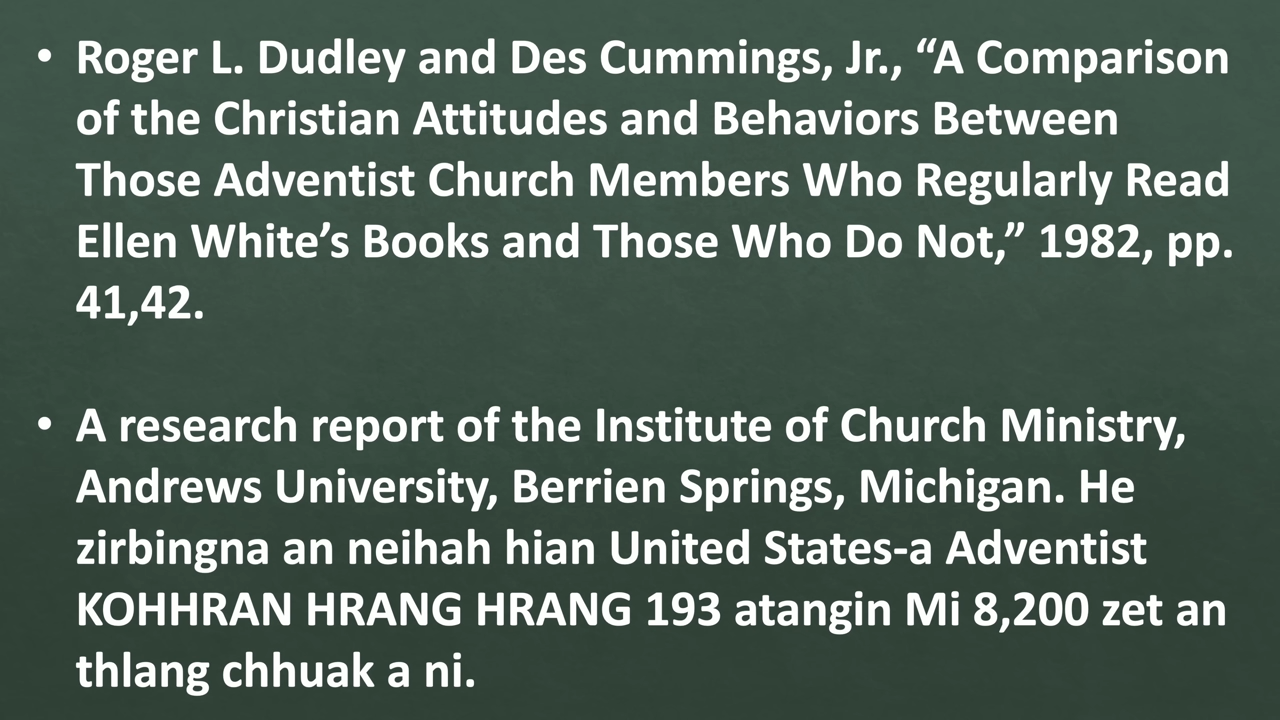 • Roger L. Dudley and Des Cummings, Jr., “A Comparison
of the Christian Attitudes and Behaviors Between
Those Adventist Church Members Who Regularly Read
Ellen White’s Books and Those Who Do Not,” 1982, pp.
41,42.
• A research report of the Institute of Church Ministry,
Andrews University, Berrien Springs, Michigan. He
zirbingna an neihah hian United States-a Adventist
KOHHRAN HRANG HRANG 193 atangin Mi 8,200 zet an
thlang chhuak a ni.